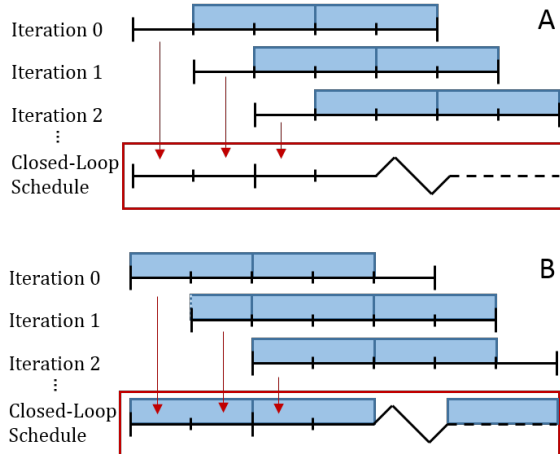 A
Iteration 0
Iteration 1
Iteration 2
⋮
Closed-Loop
Schedule
B
Iteration 0
Iteration 1
Iteration 2
⋮
Closed-Loop
Schedule